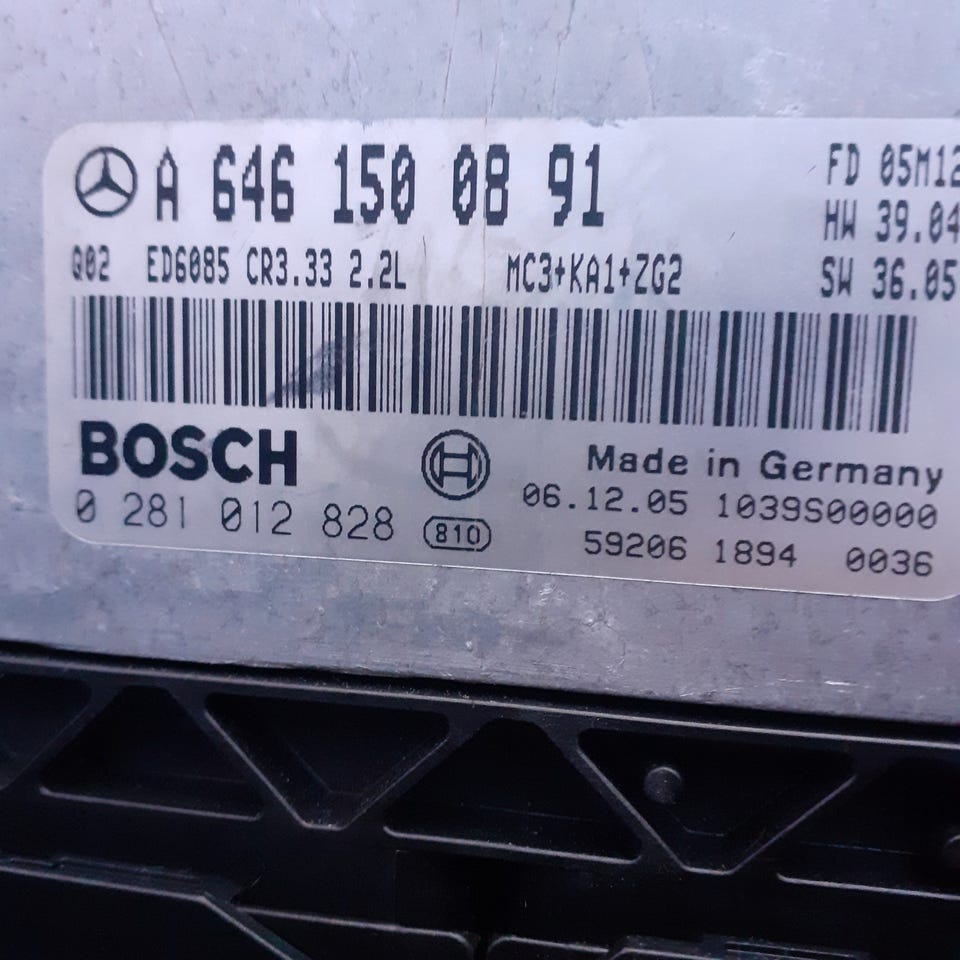 A 646 150 08 91
FD 05M12
HW 39.04
Q02 ED6085 CR3.33 2.2L MC3+KA1+ZG2
SW 36.05
BOSCH
Made in Germany
0 281 012 828 810
06.12.05 1039S00000
59206 1894 0036